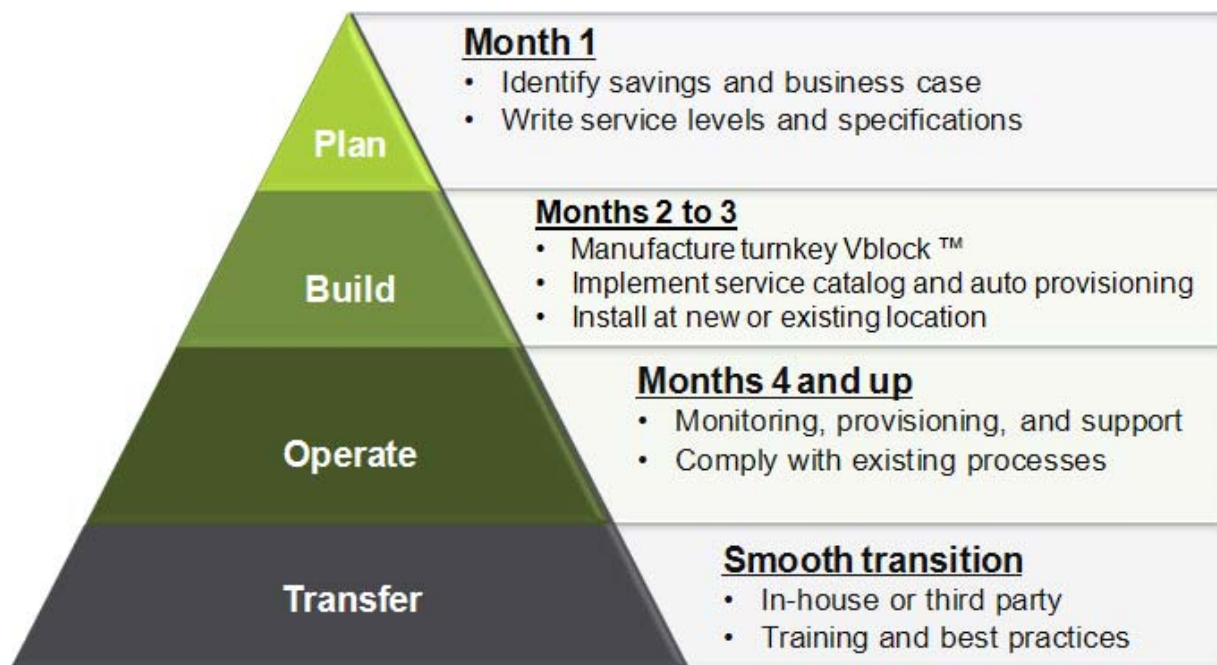 Plan
Month 1
• Identify savings and business case
• Write service levels and specifications
Build
Months 2 to 3
• Manufacture turnkey Vblock ™
• Implement service catalog and auto provisioning
• Install at new or existing location
Operate
Months 4 and up
• Monitoring, provisioning, and support
• Comply with existing processes
Transfer
Smooth transition
• In-house or third party
• Training and best practices